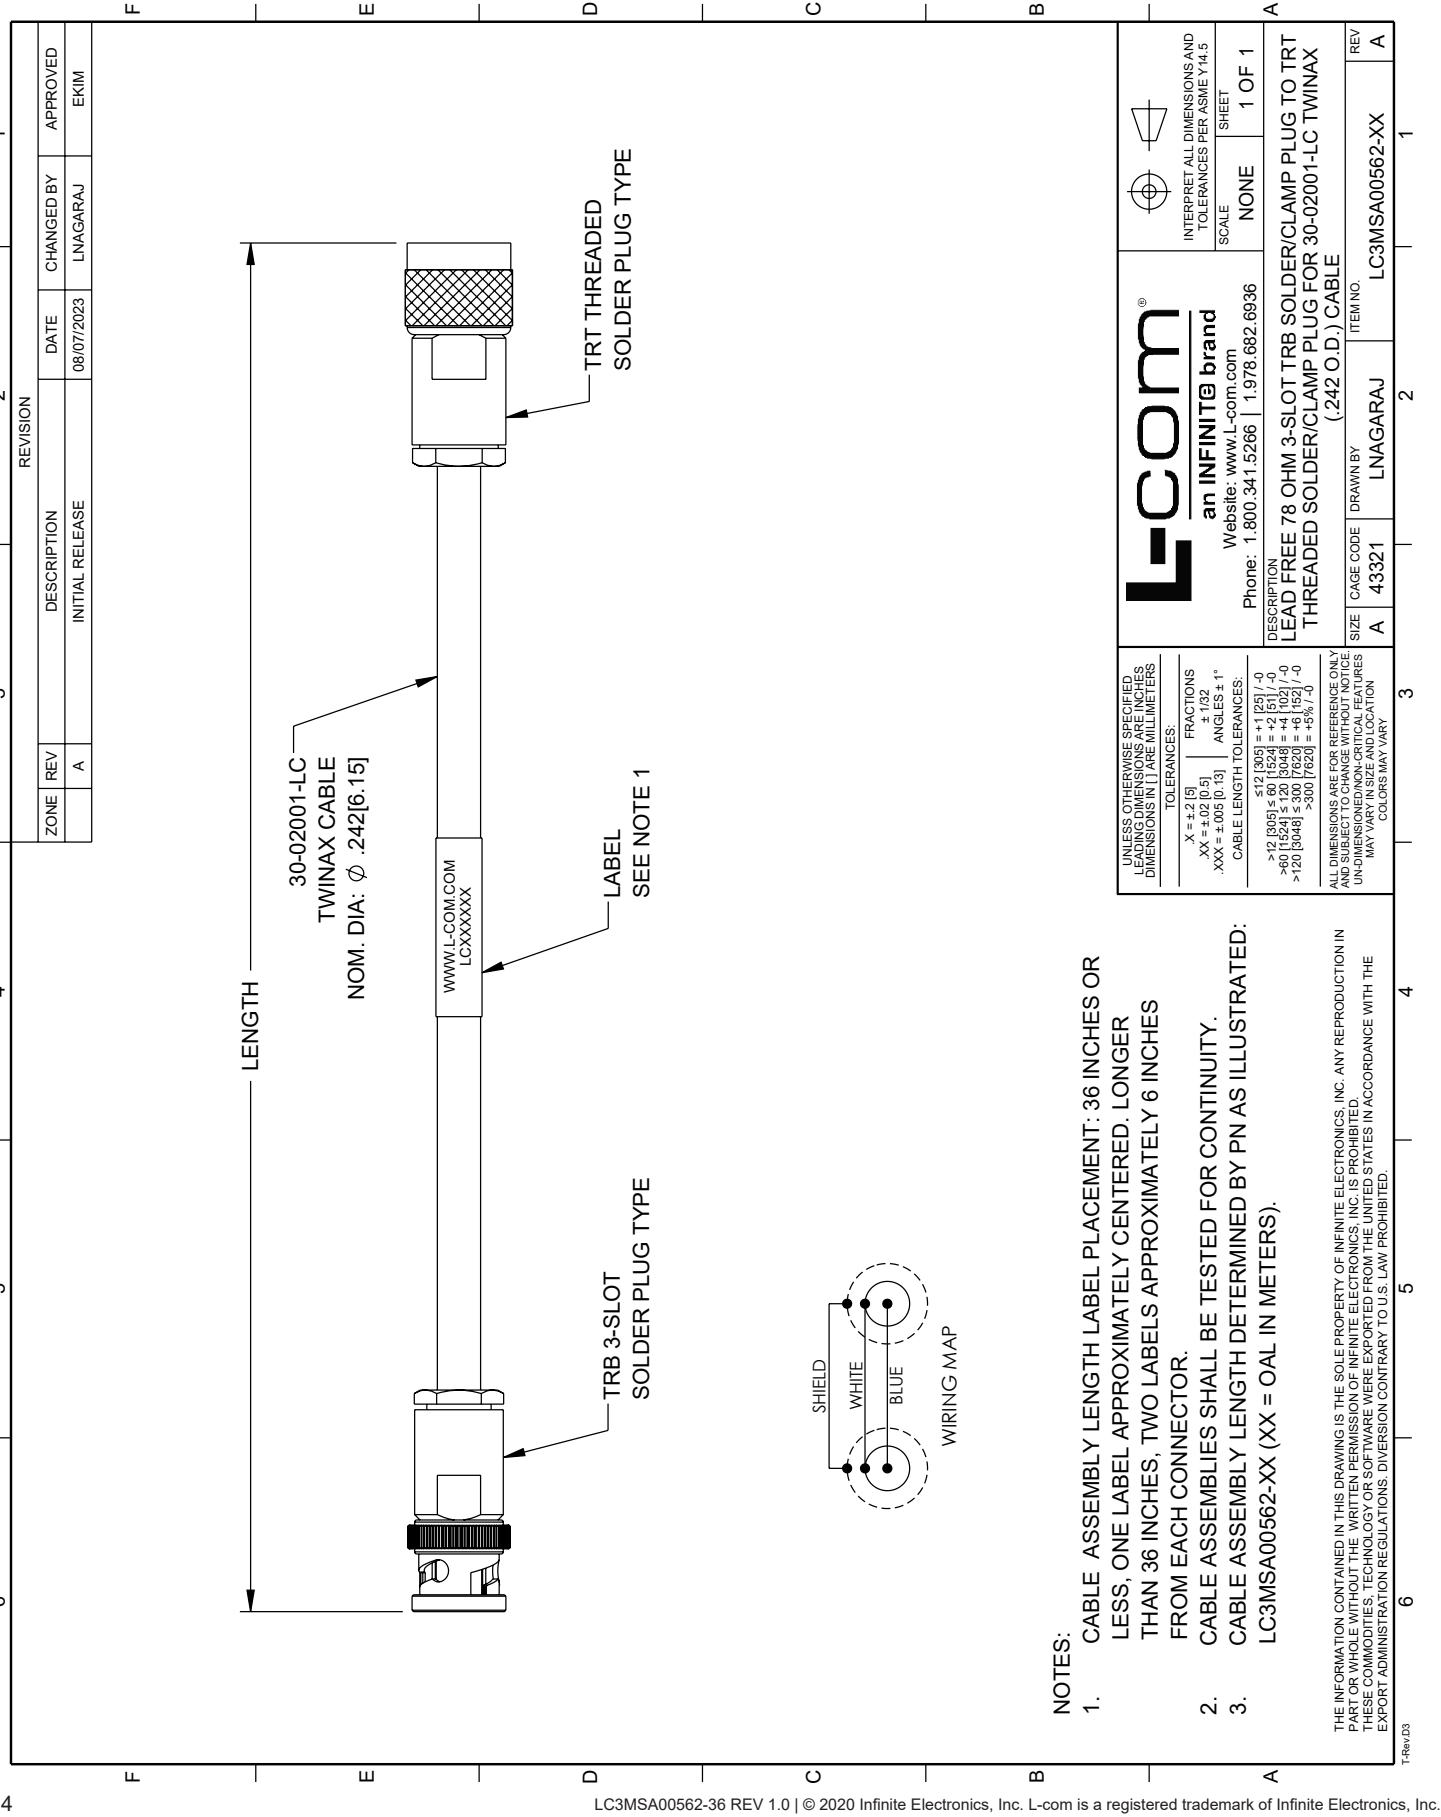 REVISION
ZONE REV DESCRIPTION DATE CHANGED BY APPROVED
A INITIAL RELEASE 08/07/2023 LNAGARAJ EKIM
LENGTH
30-02001-LC
TWINAX CABLE
NOM. DIA: ∅ .242[6.15]
WWW.L-COM.COM
LCXXXXXX
LABEL
SEE NOTE 1
TRB 3-SLOT
SOLDER PLUG TYPE
TRT THREADED
SOLDER PLUG TYPE
SHIELD
WHITE
BLUE
WIRING MAP
NOTES:
1. CABLE ASSEMBLY LENGTH LABEL PLACEMENT: 36 INCHES OR
LESS, ONE LABEL APPROXIMATELY CENTERED. LONGER
THAN 36 INCHES, TWO LABELS APPROXIMATELY 6 INCHES
FROM EACH CONNECTOR.
2. CABLE ASSEMBLIES SHALL BE TESTED FOR CONTINUITY.
3. CABLE ASSEMBLY LENGTH DETERMINED BY PN AS ILLUSTRATED:
LC3MSA00562-XX (XX = OAL IN METERS).
THE INFORMATION CONTAINED IN THIS DRAWING IS THE SOLE PROPERTY OF INFINITE ELECTRONICS, INC. ANY REPRODUCTION IN
PART OR WHOLE WITHOUT THE WRITTEN PERMISSION OF INFINITE ELECTRONICS, INC. IS PROHIBITED.
THESE COMMODITIES, TECHNOLOGY OR SOFTWARE WERE EXPORTED FROM THE UNITED STATES IN ACCORDANCE WITH THE
EXPORT ADMINISTRATION REGULATIONS. DIVERSION CONTRARY TO U.S. LAW PROHIBITED.
UNLESS OTHERWISE SPECIFIED
LEADING DIMENSIONS ARE INCHES
DIMENSIONS IN [ ] ARE MILLIMETERS
TOLERANCES:
.X = ±.2 [5] FRACTIONS
.XX = ±.02 [0.5] ± 1/32
.XXX = ±.005 [0.13] ANGLES ± 1°
CABLE LENGTH TOLERANCES:
≤12 [305] = +1 [25] / -0
>12 [305] ≤ 60 [1524] = +2 [51] / -0
>60 [1524] ≤ 120 [3048] = +4 [102] / -0
>120 [3048] ≤ 300 [7620] = +6 [152] / -0
>300 [7620] = +5% / -0
ALL DIMENSIONS ARE FOR REFERENCE ONLY
AND SUBJECT TO CHANGE WITHOUT NOTICE.
UN-DIMENSIONED/NON-CRITICAL FEATURES
MAY VARY IN SIZE AND LOCATION
COLORS MAY VARY
L-com®
an INFINITE brand
Website: www.L-com.com
Phone: 1.800.341.5266 | 1.978.682.6936
INTERPRET ALL DIMENSIONS AND
TOLERANCES PER ASME Y14.5
SCALE SHEET
NONE 1 OF 1
DESCRIPTION
LEAD FREE 78 OHM 3-SLOT TRB SOLDER/CLAMP PLUG TO TRT
THREADED SOLDER/CLAMP PLUG FOR 30-02001-LC TWINAX
(.242 O.D.) CABLE
SIZE CAGE CODE DRAWN BY ITEM NO. REV
A 43321 LNAGARAJ LC3MSA00562-XX A
F E D C B A
F E D C B A
6 5 4 3 2 1
T-Rev.D3
4
LC3MSA00562-36 REV 1.0 | © 2020 Infinite Electronics, Inc. L-com is a registered trademark of Infinite Electronics, Inc.